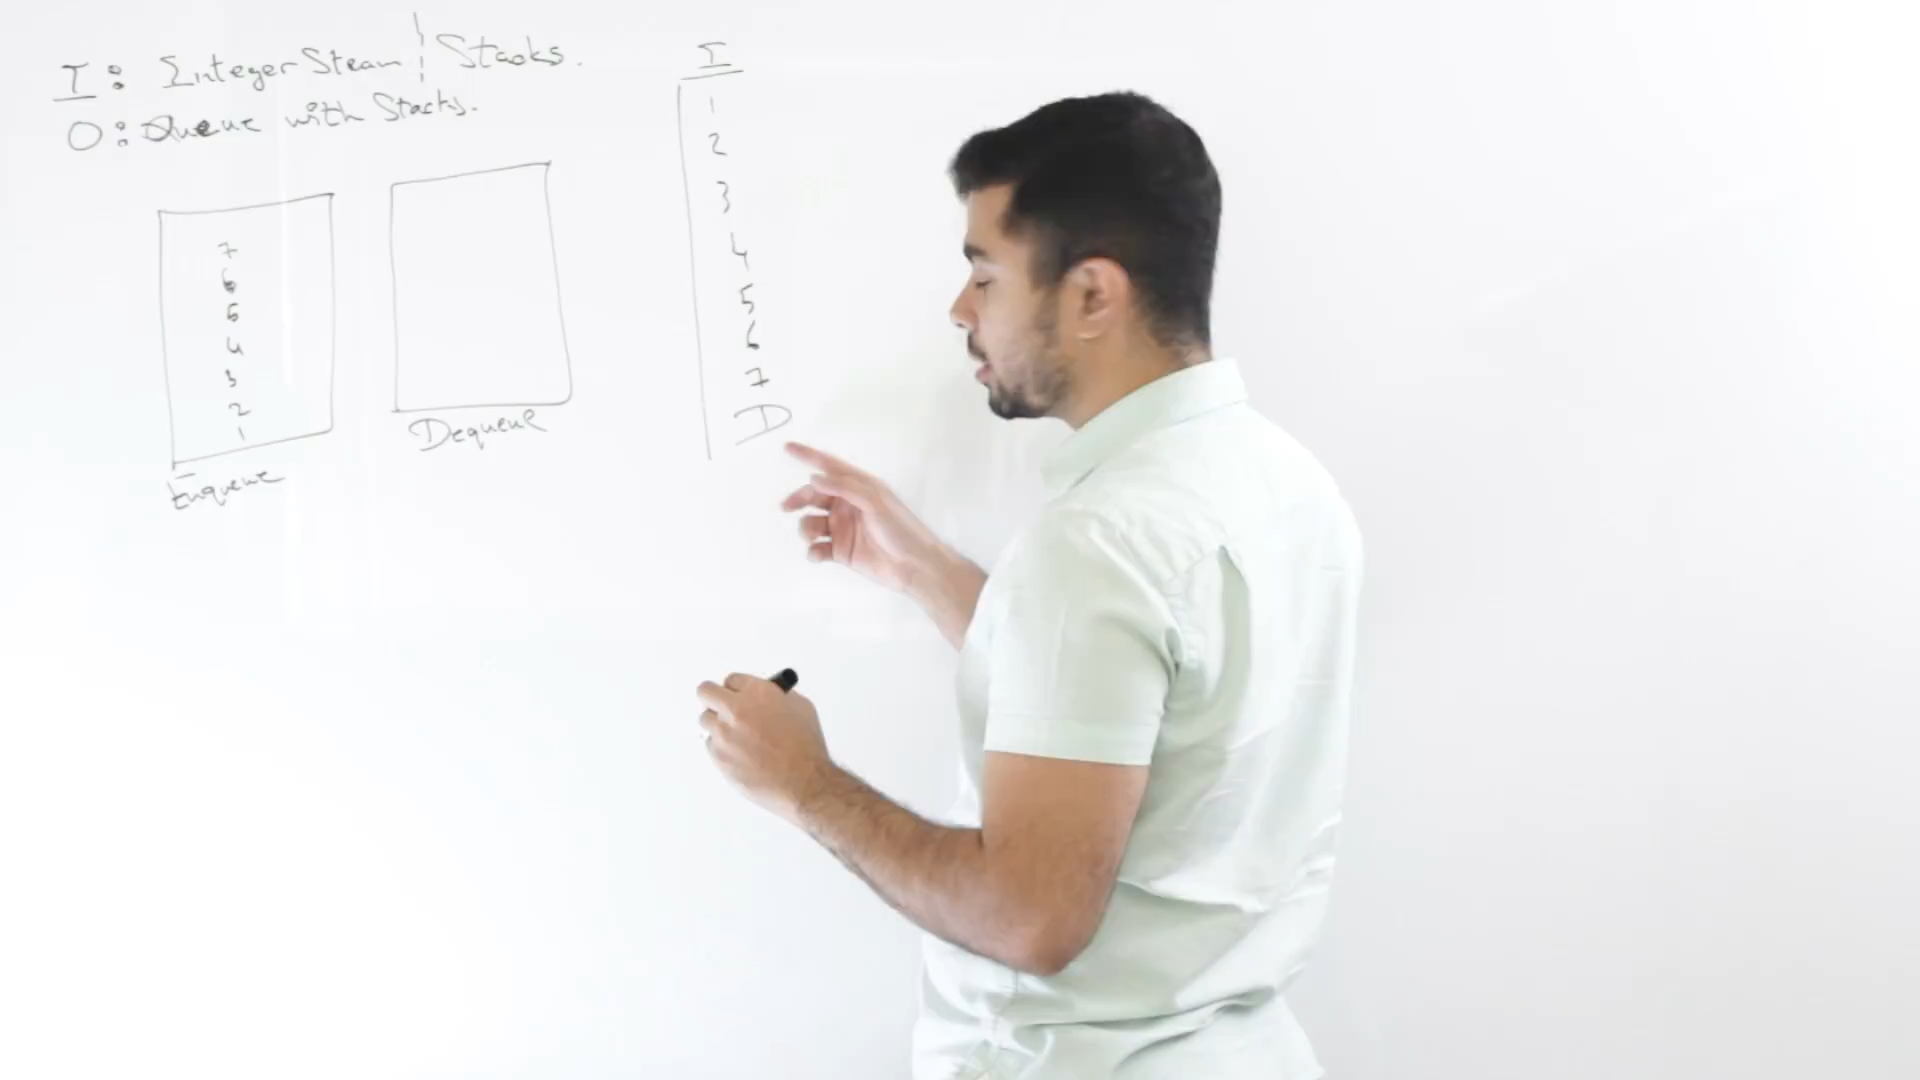 I: Integer Steam | Stacks.
O: Queue with Stacks.
7
6
5
4
3
2
1
Enqueue
Dequeue
I
1
2
3
4
5
6
7
D